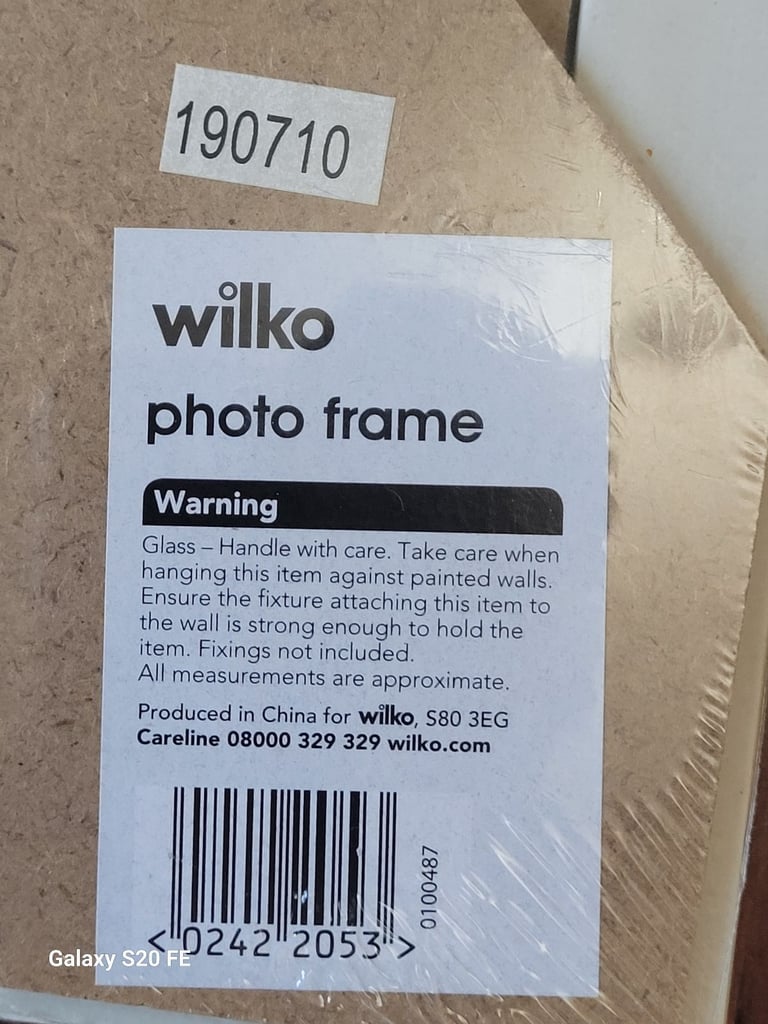 190710
wilko
photo frame
Warning
Glass – Handle with care. Take care when
hanging this item against painted walls.
Ensure the fixture attaching this item to
the wall is strong enough to hold the
item. Fixings not included.
All measurements are approximate.
Produced in China for wilko, S80 3EG
Careline 08000 329 329 wilko.com
0100487
<0242 2053>
Galaxy S20 FE